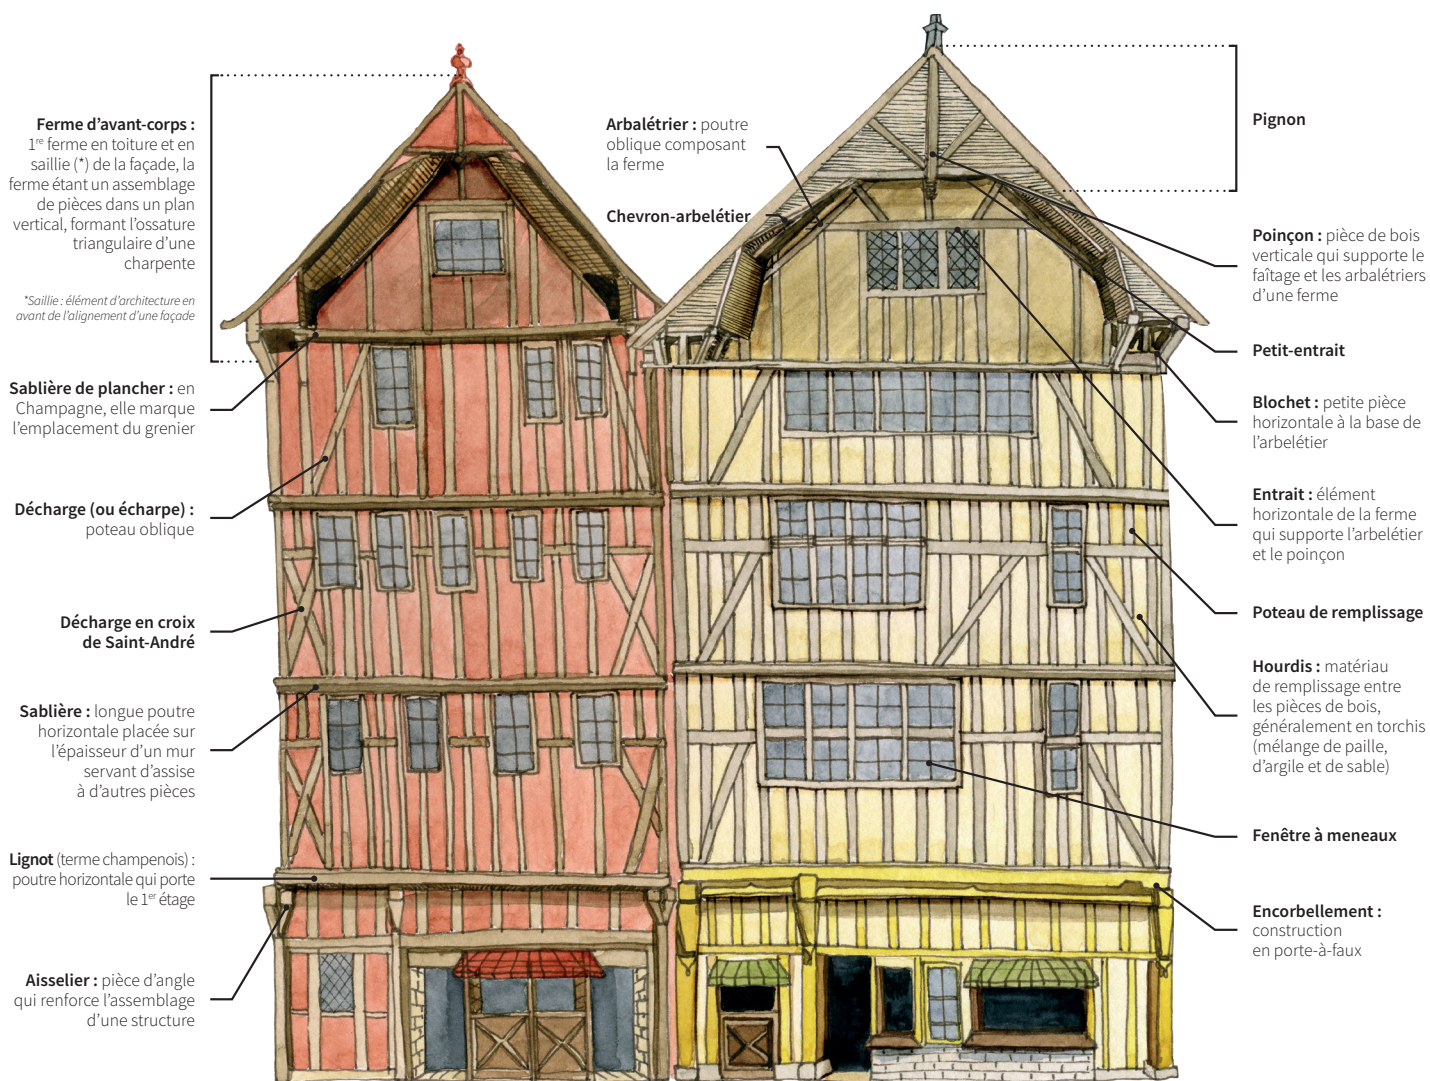 Ferme d’avant-corps :
1re ferme en toiture et en
saillie (*) de la façade, la
ferme étant un assemblage
de pièces dans un plan
vertical, formant l’ossature
triangulaire d’une
charpente
*Saillie : élément d’architecture en
avant de l’alignement d’une façade
Sablière de plancher : en
Champagne, elle marque
l’emplacement du grenier
Décharge (ou écharpe) :
poteau oblique
Décharge en croix
de Saint-André
Sablière : longue poutre
horizontale placée sur
l’épaisseur d’un mur
servant d’assise
à d’autres pièces
Lignot (terme champenois) :
poutre horizontale qui porte
le 1er étage
Aisselier : pièce d’angle
qui renforce l’assemblage
d’une structure
Arbalétrier : poutre
oblique composant
la ferme
Chevron-arbelétier
Pignon
Poinçon : pièce de bois
verticale qui supporte le
faîtage et les arbalétriers
d’une ferme
Petit-entrait
Blochet : petite pièce
horizontale à la base de
l’arbelétier
Entrait : élément
horizontale de la ferme
qui supporte l’arbelétier
et le poinçon
Poteau de remplissage
Hourdis : matériau
de remplissage entre
les pièces de bois,
généralement en torchis
(mélange de paille,
d’argile et de sable)
Fenêtre à meneaux
Encorbellement :
construction
en porte-à-faux